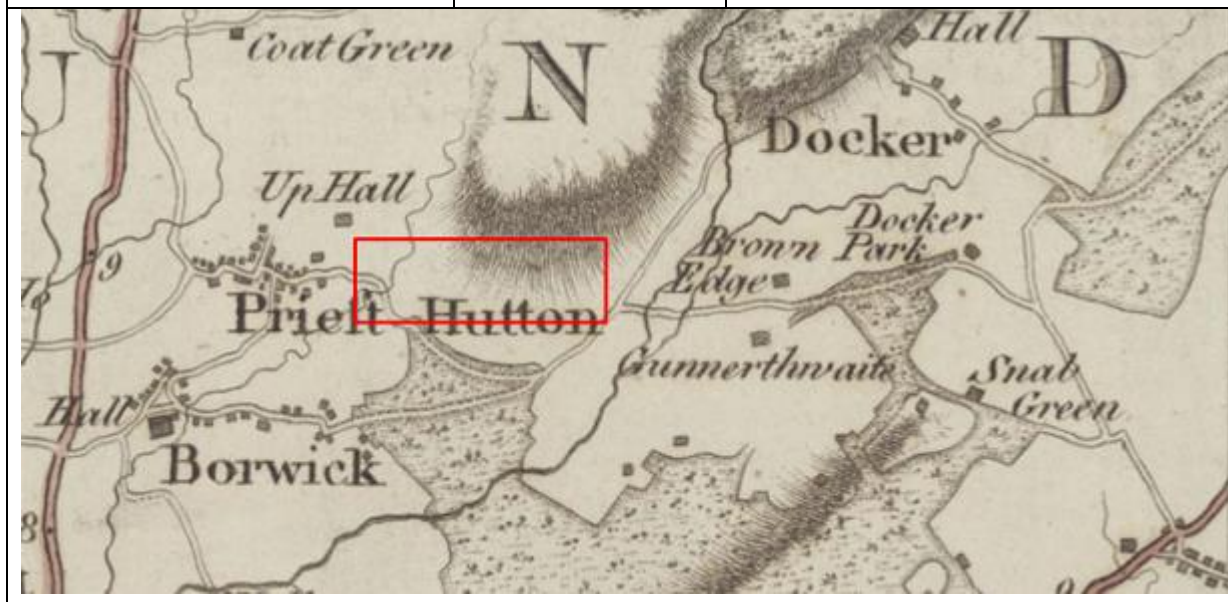 Coat Green
U N D
Hall
Docker
Up Hall
Docker
Brown Park
Edge
9
Prieſt Hutton
Gunnerthwaite
Snab
Green
Hall
Borwick
8
9